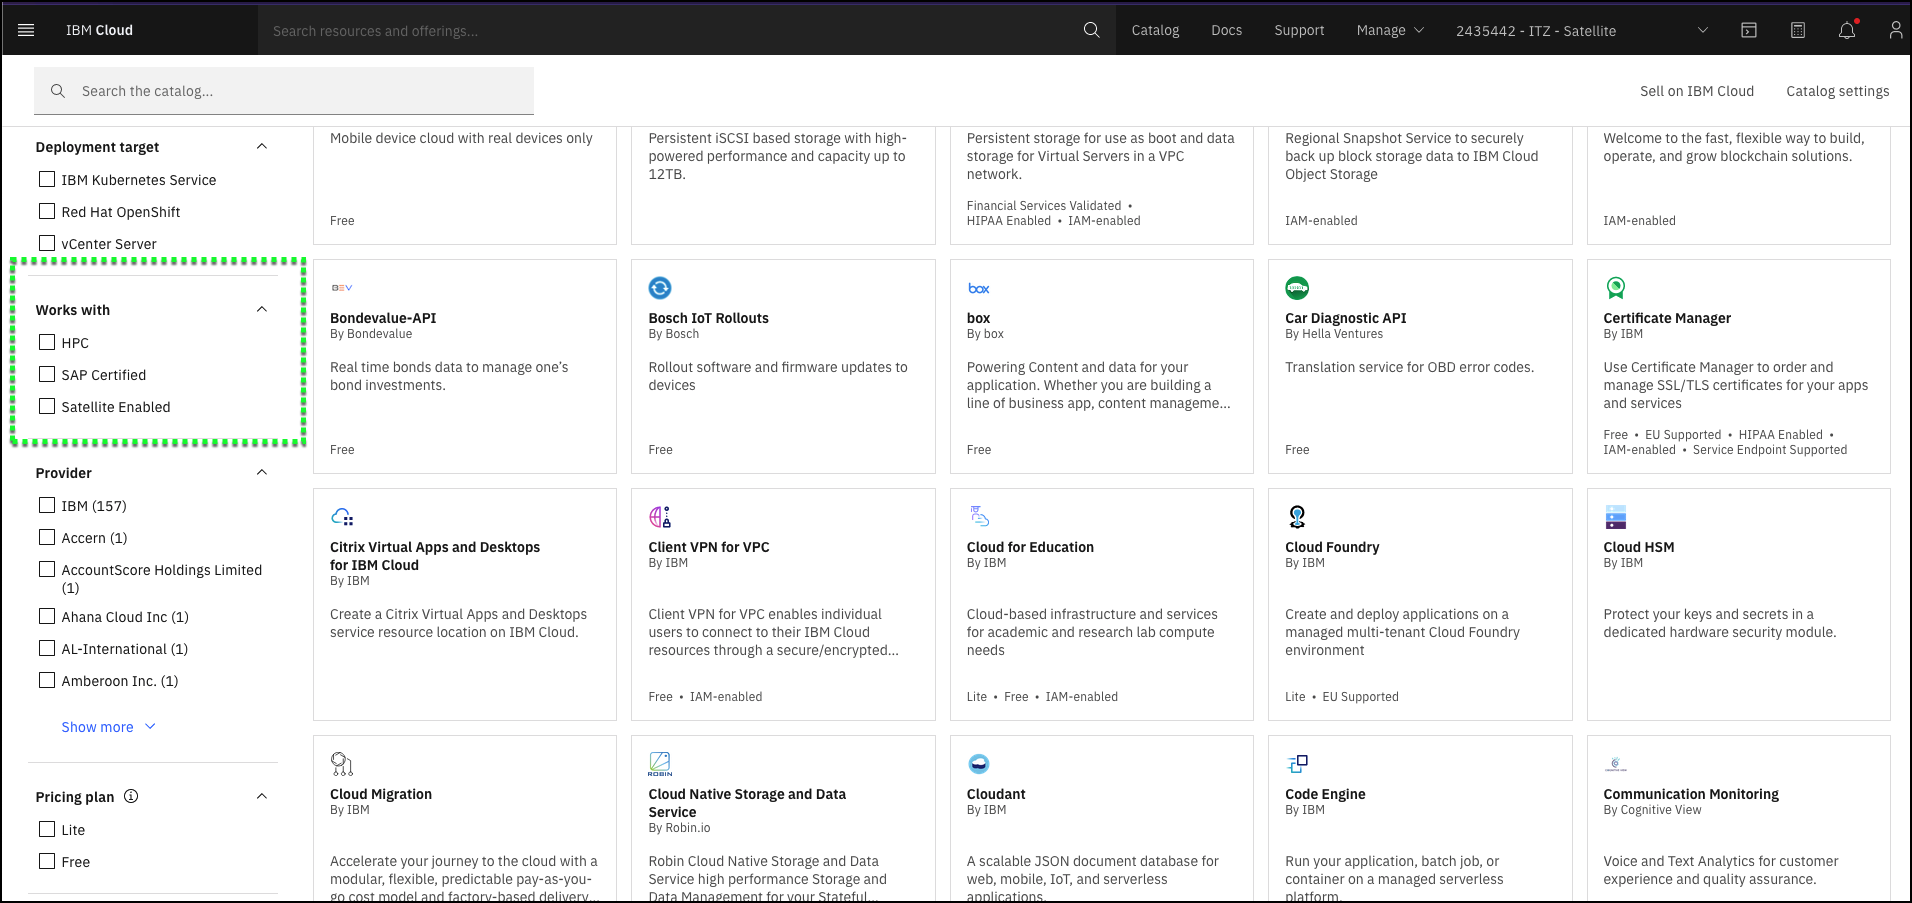 IBM Cloud
Search resources and offerings...
Catalog
Docs
Support
Manage
2435442 - ITZ - Satellite
Search the catalog...
Sell on IBM Cloud
Catalog settings
Deployment target
IBM Kubernetes Service
Red Hat OpenShift
vCenter Server
Works with
HPC
SAP Certified
Satellite Enabled
Provider
IBM (157)
Accern (1)
AccountScore Holdings Limited
(1)
Ahana Cloud Inc (1)
AL-International (1)
Amberoon Inc. (1)
Show more
Pricing plan
Lite
Free
Mobile device cloud with real devices only
Free
Persistent iSCSI based storage with high-
powered performance and capacity up to
12TB.
Persistent storage for use as boot and data
storage for Virtual Servers in a VPC
network.
Financial Services Validated •
HIPAA Enabled • IAM-enabled
Regional Snapshot Service to securely
back up block storage data to IBM Cloud
Object Storage
IAM-enabled
Welcome to the fast, flexible way to build,
operate, and grow blockchain solutions.
IAM-enabled
BEV
Bondevalue-API
By Bondevalue
Real time bonds data to manage one's
bond investments.
Free
Bosch IoT Rollouts
By Bosch
Rollout software and firmware updates to
devices
Free
box
box
By box
Powering Content and data for your
application. Whether you are building a
line of business app, content manageme...
Free
Car Diagnostic API
By Hella Ventures
Translation service for OBD error codes.
Free
Certificate Manager
By IBM
Use Certificate Manager to order and
manage SSL/TLS certificates for your apps
and services
Free • EU Supported • HIPAA Enabled •
IAM-enabled • Service Endpoint Supported
Citrix Virtual Apps and Desktops
for IBM Cloud
By IBM
Create a Citrix Virtual Apps and Desktops
service resource location on IBM Cloud.
Client VPN for VPC
By IBM
Client VPN for VPC enables individual
users to connect to their IBM Cloud
resources through a secure/encrypted...
Free • IAM-enabled
Cloud for Education
By IBM
Cloud-based infrastructure and services
for academic and research lab compute
needs
Lite • Free • IAM-enabled
Cloud Foundry
By IBM
Create and deploy applications on a
managed multi-tenant Cloud Foundry
environment
Lite • EU Supported
Cloud HSM
By IBM
Protect your keys and secrets in a
dedicated hardware security module.
Cloud Migration
By IBM
Accelerate your journey to the cloud with a
modular, flexible, predictable pay-as-you-
go cost model and factory-based delivery...
ROBIN
Cloud Native Storage and Data
Service
By Robin.io
Robin Cloud Native Storage and Data
Service high performance Storage and
Data Management for your Stateful...
Cloudant
By IBM
A scalable JSON document database for
web, mobile, IoT, and serverless
applications.
Code Engine
By IBM
Run your application, batch job, or
container on a managed serverless
platform.
Communication Monitoring
By Cognitive View
Voice and Text Analytics for customer
experience and quality assurance.